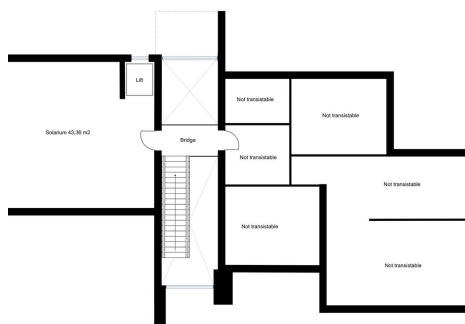 Lift
Not transistable
Not transistable
Solarium 43,36 m2
Bridge
Not transistable
Not transistable
Not transistable
Not transistable